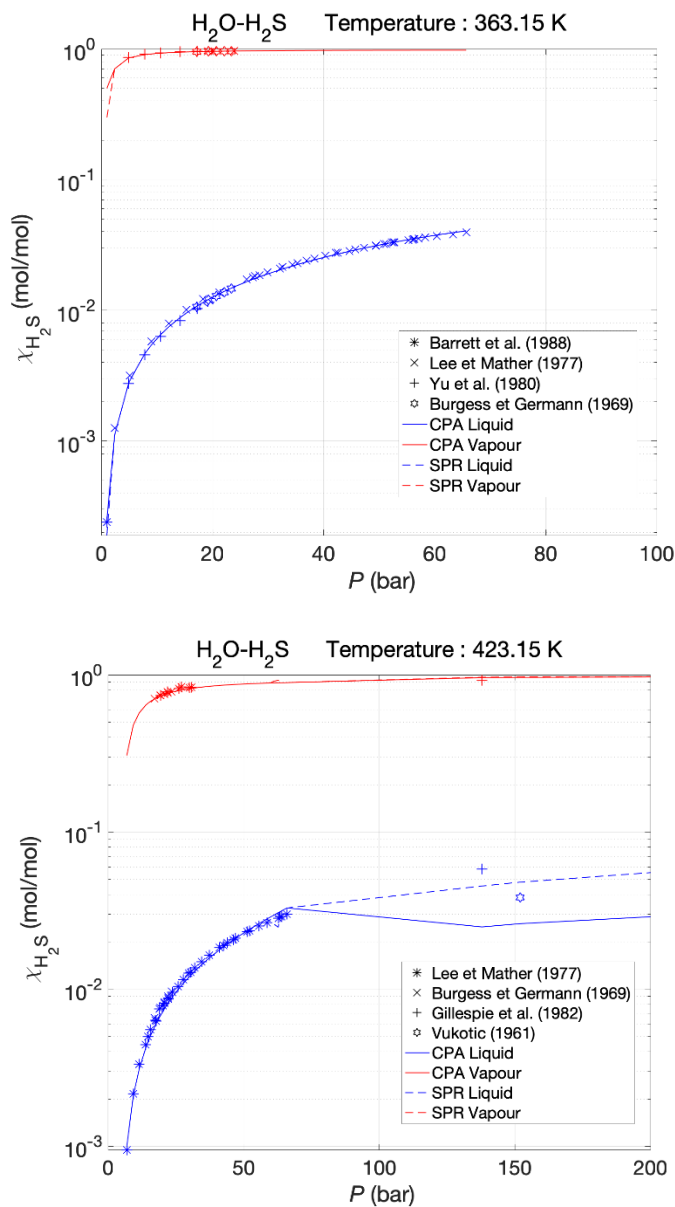 H₂O-H₂S Temperature : 363.15 K
10⁰
10⁻¹
10⁻²
10⁻³
χH₂S (mol/mol)
Barrett et al. (1988)
Lee et Mather (1977)
Yu et al. (1980)
Burgess et Germann (1969)
CPA Liquid
CPA Vapour
SPR Liquid
SPR Vapour
0 20 40 60 80 100
P (bar)
H₂O-H₂S Temperature : 423.15 K
10⁰
10⁻¹
10⁻²
10⁻³
χH₂S (mol/mol)
Lee et Mather (1977)
Burgess et Germann (1969)
Gillespie et al. (1982)
Vukotic (1961)
CPA Liquid
CPA Vapour
SPR Liquid
SPR Vapour
0 50 100 150 200
P (bar)